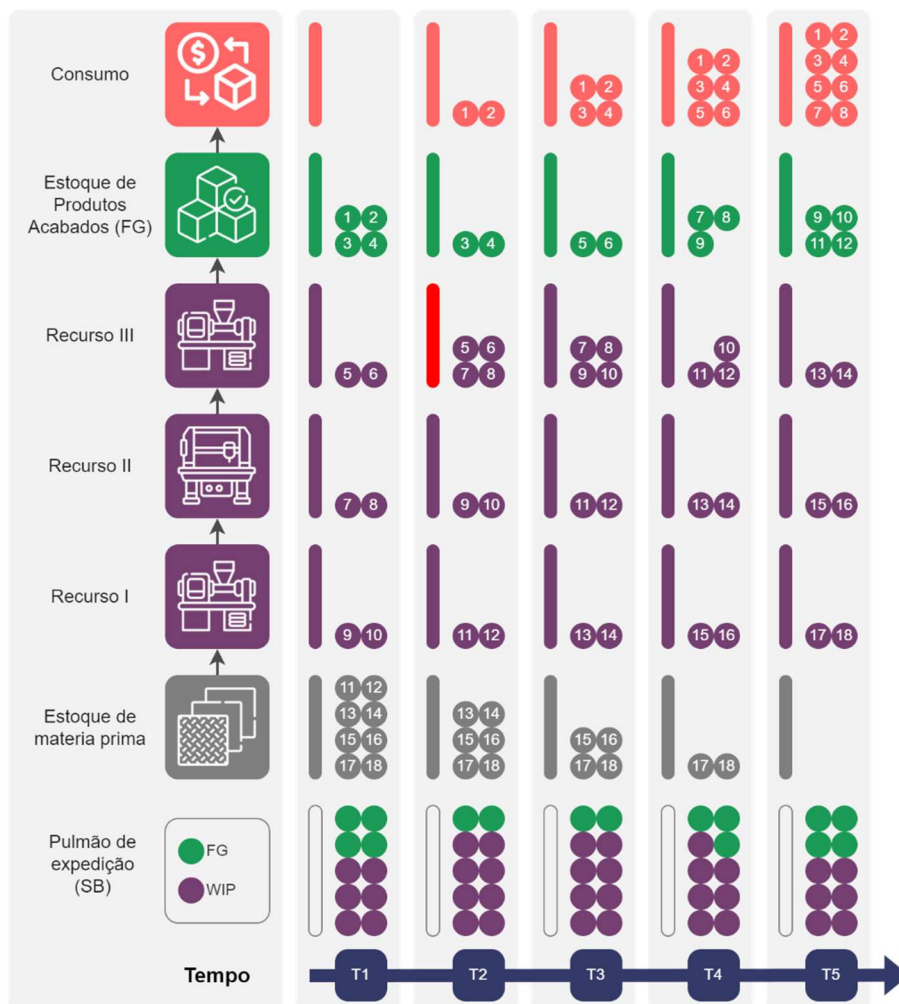 Consumo
1 2
1 2
3 4
1 2
3 4
5 6
1 2
3 4
5 6
7 8
Estoque de
Produtos
Acabados (FG)
1 2
3 4
3 4
5 6
7 8
9
9 10
11 12
Recurso III
5 6
5 6
7 8
7 8
9 10
10
11 12
13 14
Recurso II
7 8
9 10
11 12
13 14
15 16
Recurso I
9 10
11 12
13 14
15 16
17 18
Estoque de
materia prima
11 12
13 14
15 16
17 18
13 14
15 16
17 18
15 16
17 18
17 18
Pulmão de
expedição
(SB)
FG
WIP
Tempo
T1
T2
T3
T4
T5
$